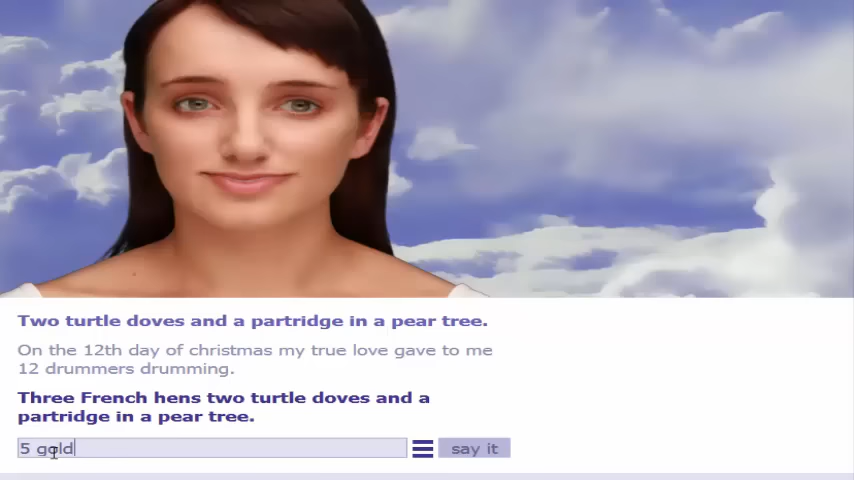 Two turtle doves and a partridge in a pear tree.
On the 12th day of christmas my true love gave to me
12 drummers drumming.
Three French hens two turtle doves and a
partridge in a pear tree.
5 gold
say it